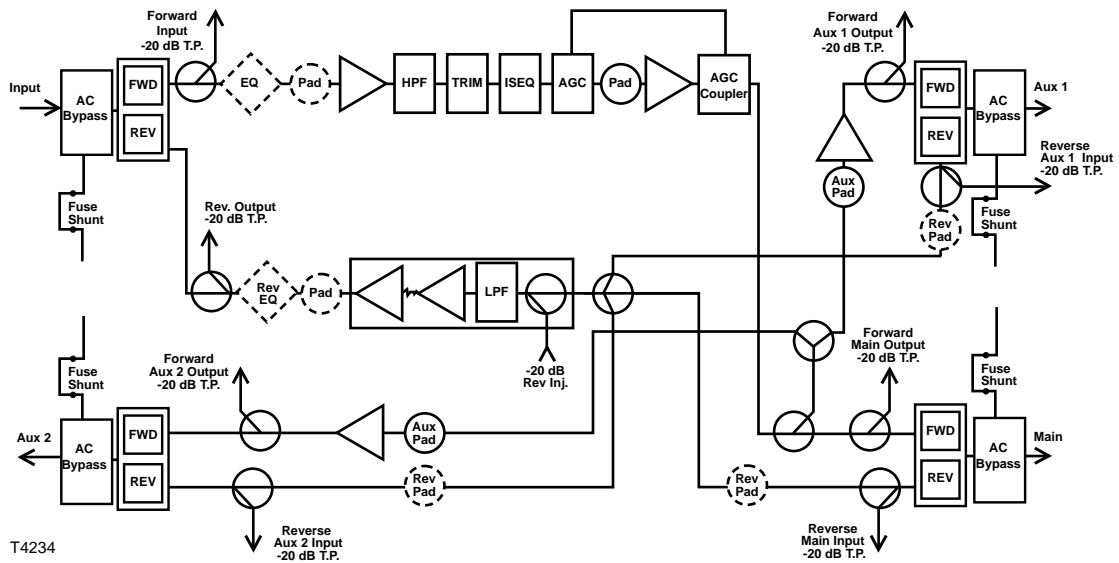 Forward
Input
-20 dB T.P.
Aux 1 Output
-20 dB T.P.
Forward
Input
AC
Bypass
FWD
REV
EQ
Pad
HPF
TRIM
ISEQ
AGC
Pad
AGC
Coupler
FWD
REV
AC
Bypass
Aux 1
Reverse
Aux 1 Input
-20 dB T.P.
Aux
Pad
Fuse
Shunt
Rev. Output
-20 dB T.P.
Rev
Pad
Fuse
Shunt
Rev
EQ
Pad
LPF
-20 dB
Rev Inj.
Forward
Main Output
-20 dB T.P.
Fuse
Shunt
Forward
Aux 2 Output
-20 dB T.P.
Fuse
Shunt
Aux 2
AC
Bypass
FWD
REV
Aux
Pad
Rev
Pad
Rev
Pad
FWD
REV
AC
Bypass
Main
Reverse
Aux 2 Input
-20 dB T.P.
Reverse
Main Input
-20 dB T.P.
T4234